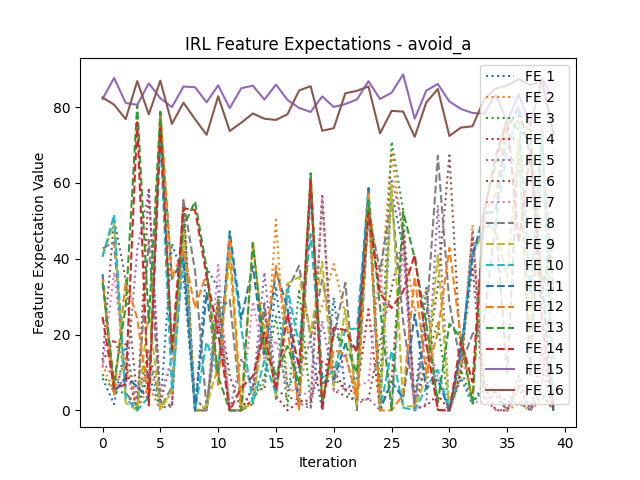 IRL Feature Expectations - avoid_a
Feature Expectation Value
80
60
40
20
0
0 5 10 15 20 25 30 35 40
Iteration
FE 1
FE 2
FE 3
FE 4
FE 5
FE 6
FE 7
FE 8
FE 9
FE 10
FE 11
FE 12
FE 13
FE 14
FE 15
FE 16